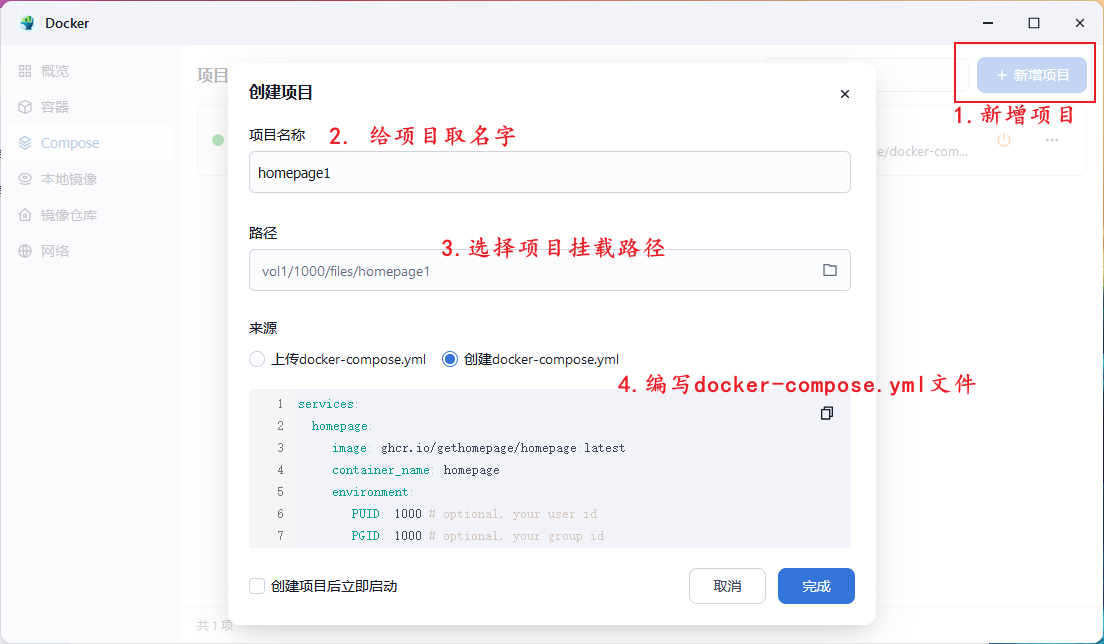 Docker
概览
容器
Compose
本地镜像
镜像仓库
网络
项目
+ 新增项目
1.新增项目
e/docker-com...
创建项目
项目名称
2. 给项目取名字
homepage1
路径
3.选择项目挂载路径
vol1/1000/files/homepage1
来源
上传docker-compose.yml
创建docker-compose.yml
4.编写docker-compose.yml文件
1 services:
2 homepage:
3 image: ghcr.io/gethomepage/homepage:latest
4 container_name: homepage
5 environment:
6 PUID: 1000 # optional, your user id
7 PGID: 1000 # optional, your group id
创建项目后立即启动
取消
完成
共 1 项